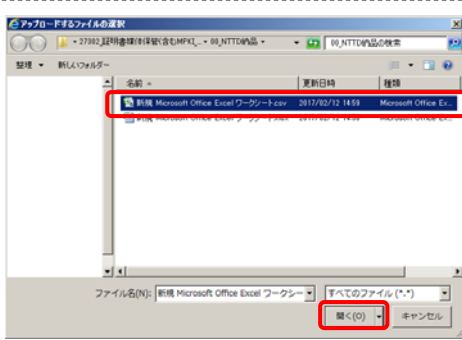 アップロードするファイルの選択
« 27302_証明書媒体保管(含むMPKI_... › 00_NTTD納品 ›
00_NTTD納品の検索
整理 ▼ 新しいフォルダー
名前 更新日時 種類
新規 Microsoft Office Excel ワークシート.csv 2017/02/12 14:59 Microsoft Office Ex...
新規 Microsoft Office Excel ワークシート.xlsx 2017/02/12 14:59 Microsoft Office Ex...
ファイル名(N): 新規 Microsoft Office Excel ワークシー すべてのファイル (*.*)
開く(O) キャンセル